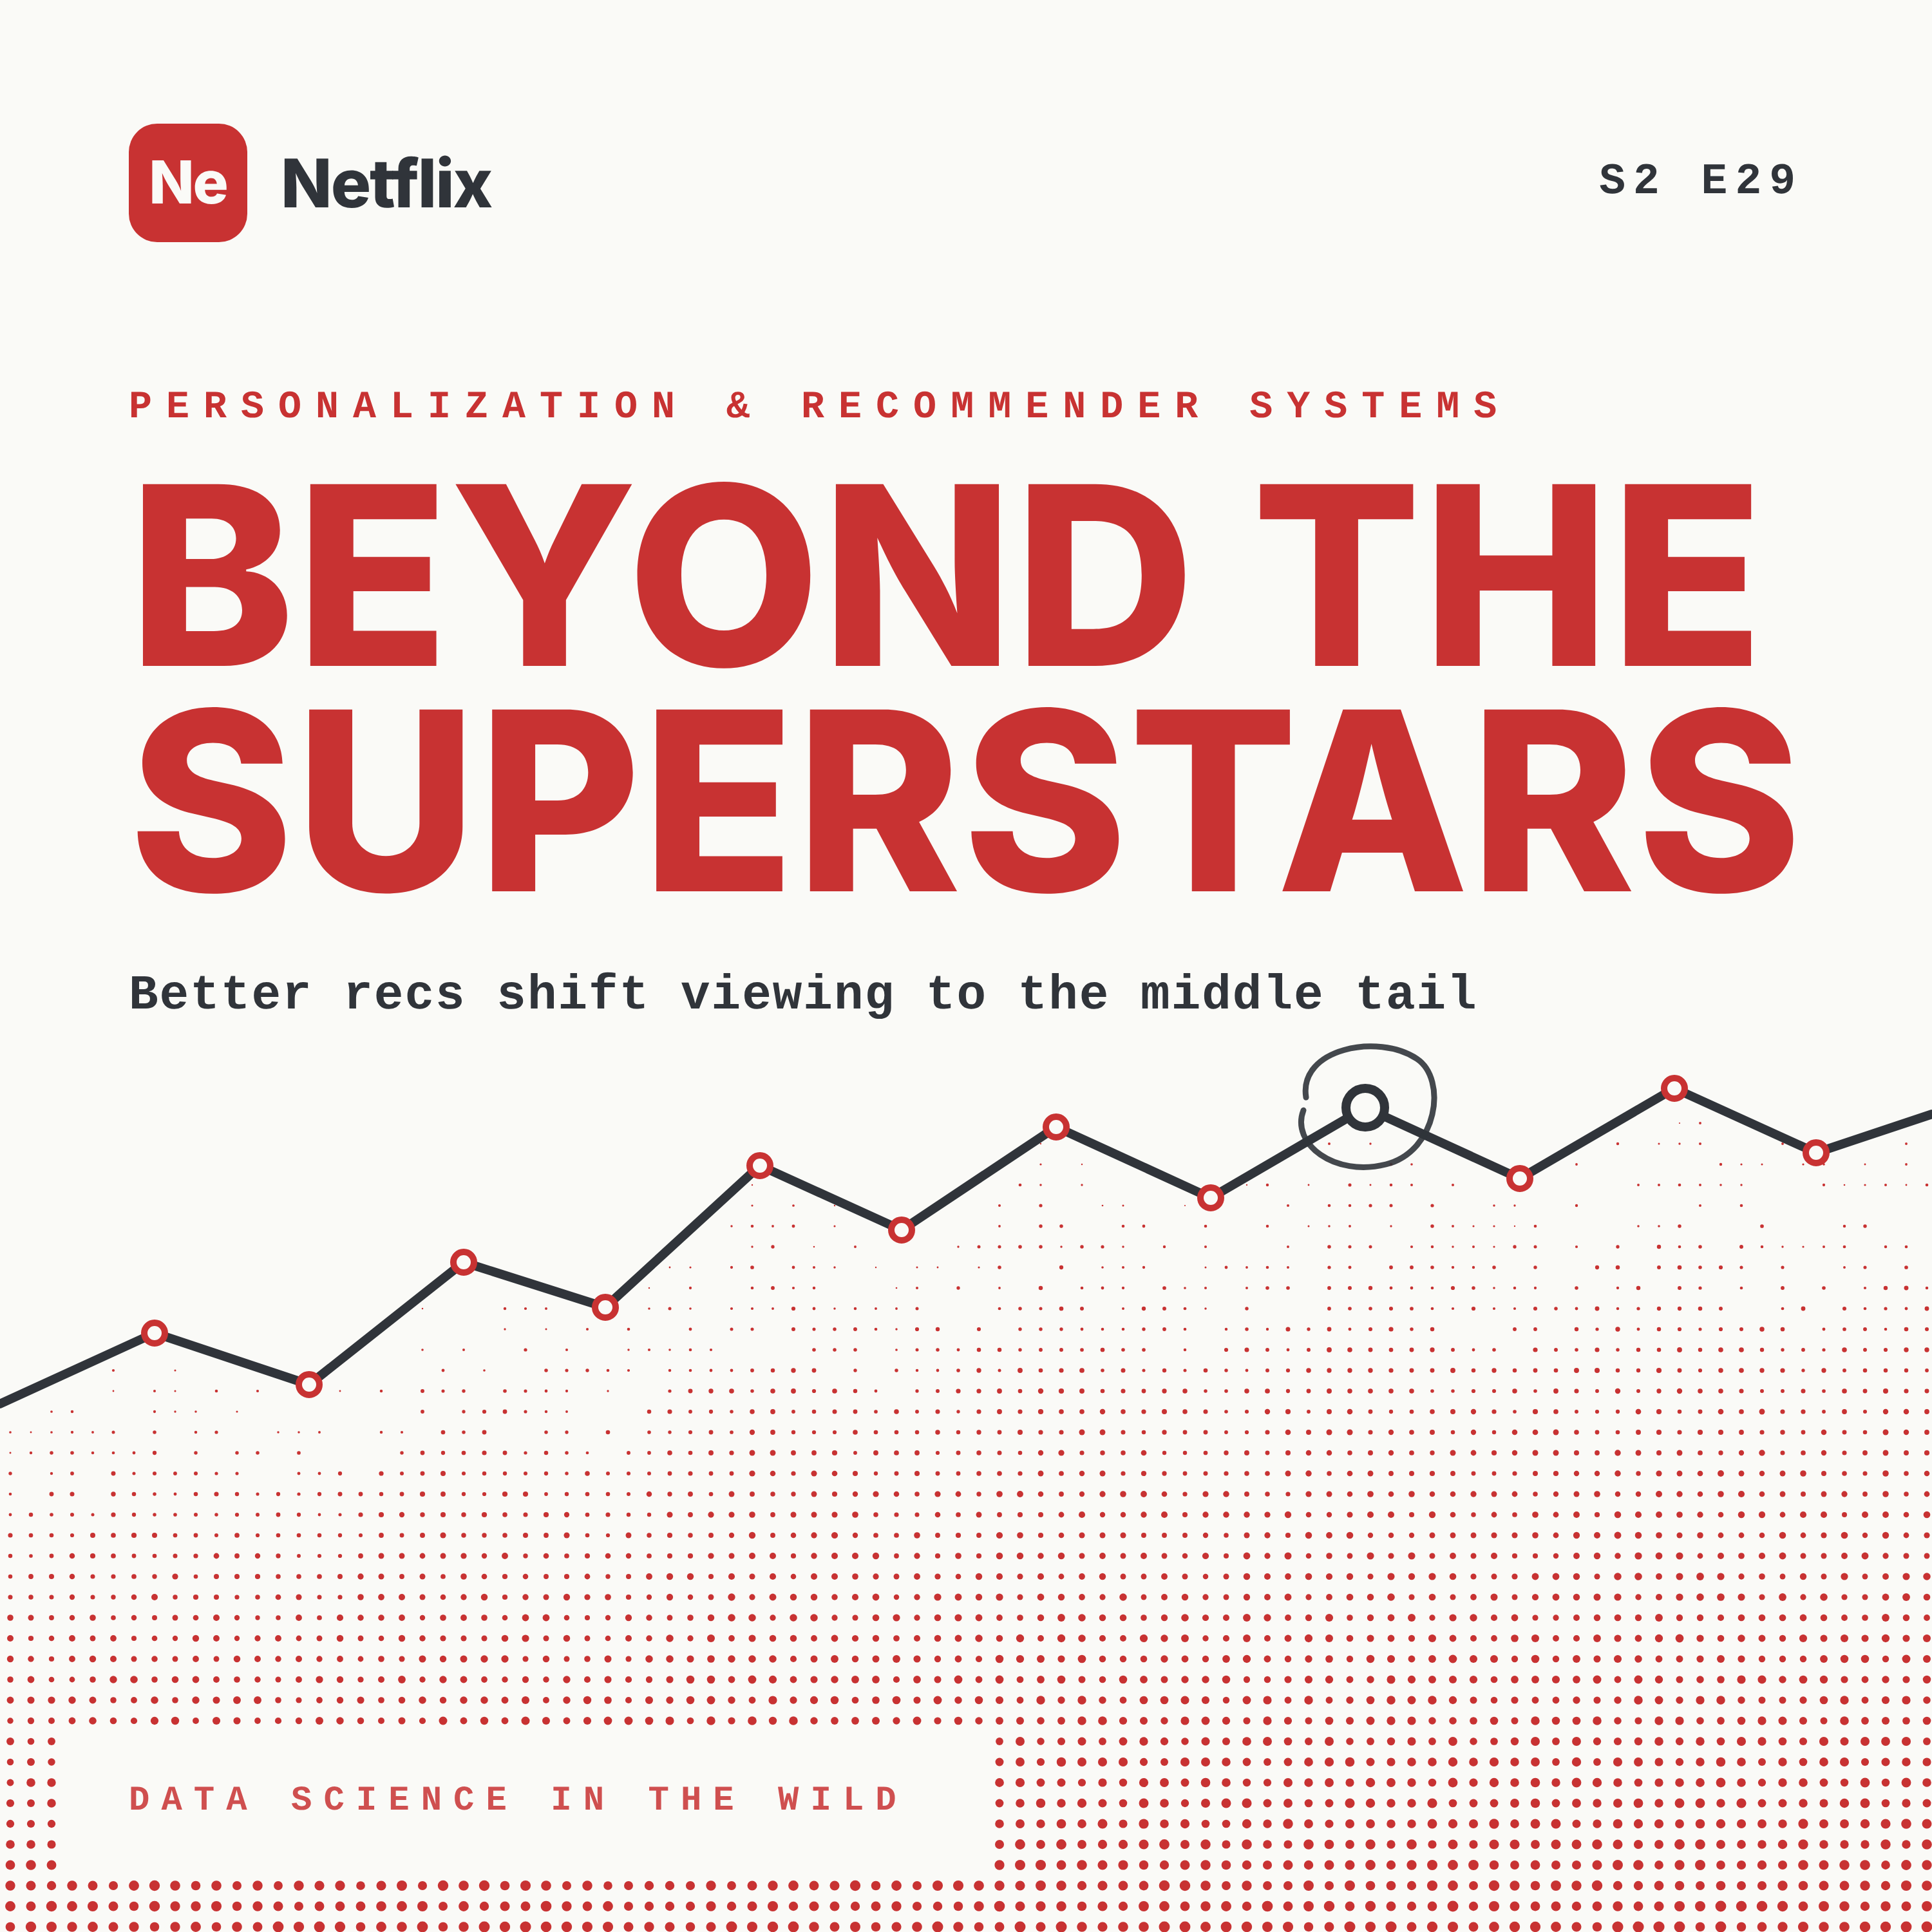 Ne Netflix
S2 E29
PERSONALIZATION & RECOMMENDER SYSTEMS
BEYOND THE
SUPERSTARS
Better recs shift viewing to the middle tail
DATA SCIENCE IN THE WILD